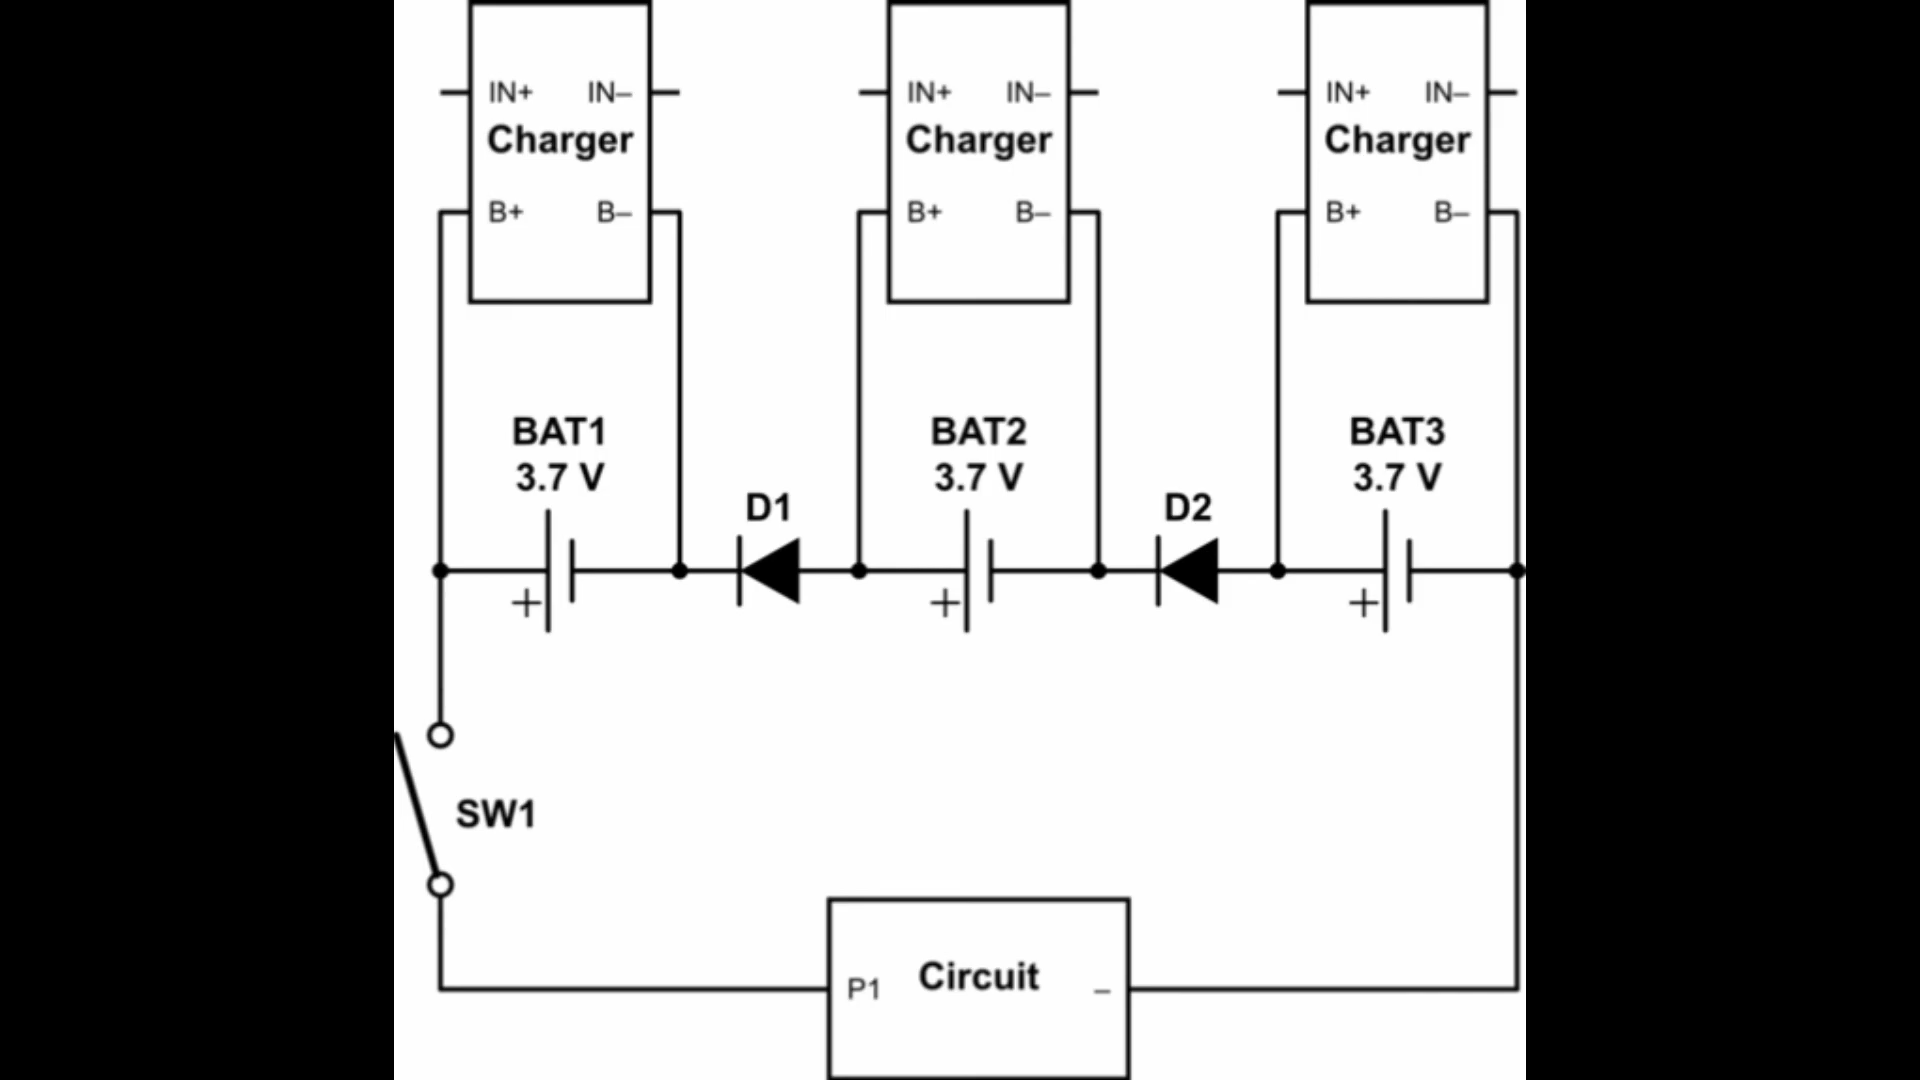 IN+ IN–
Charger
B+ B–
IN+ IN–
Charger
B+ B–
IN+ IN–
Charger
B+ B–
BAT1
3.7 V
BAT2
3.7 V
BAT3
3.7 V
D1
D2
+
+
+
SW1
P1 Circuit –